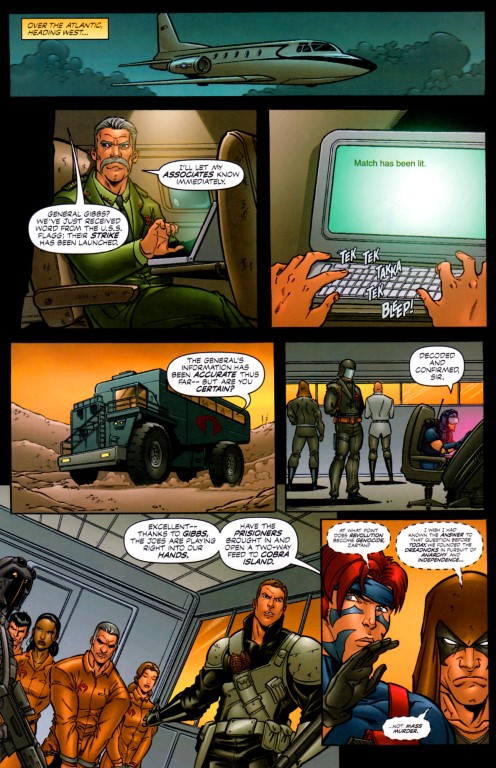 OVER THE ATLANTIC,
HEADING WEST...
GENERAL GIBBS?
WE'VE JUST RECEIVED
WORD FROM THE U.S.S.
FLAGG; THEIR STRIKE
HAS BEEN LAUNCHED.
I'LL LET MY
ASSOCIATES KNOW
IMMEDIATELY.
Match has been lit.
TEK TEK
TAKKA
TEK
BLEEP!
THE GENERAL'S
INFORMATION HAS
BEEN ACCURATE THUS
FAR-- BUT ARE YOU
CERTAIN?
DECODED
AND
CONFIRMED,
SIR.
EXCELLENT--
THANKS TO GIBBS,
THE JOES ARE PLAYING
RIGHT INTO OUR
HANDS.
HAVE THE
PRISONERS
BROUGHT IN AND
OPEN A TWO-WAY
FEED TO COBRA
ISLAND.
AT WHAT POINT
DOES REVOLUTION
BECOME GENOCIDE,
ZARTAN?
I WISH I HAD
KNOWN THE ANSWER TO
THAT QUESTION BEFORE
TODAY. WE FOUNDED THE
DREADNOKS IN PURSUIT OF
ANARCHY AND
INDEPENDENCE...
...NOT MASS
MURDER.